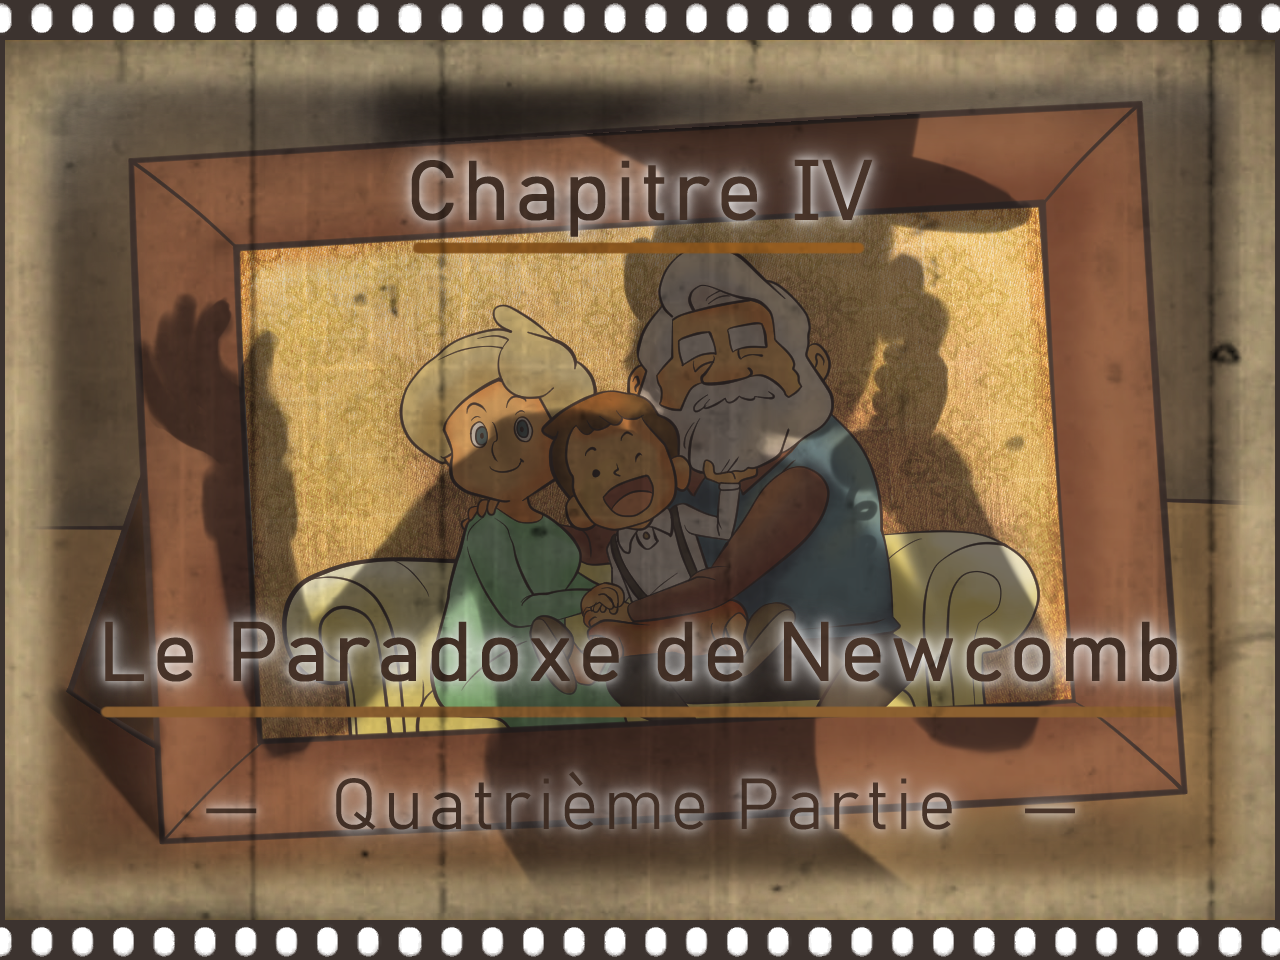 Chapitre IV
Le Paradoxe de Newcomb
— Quatrième Partie —